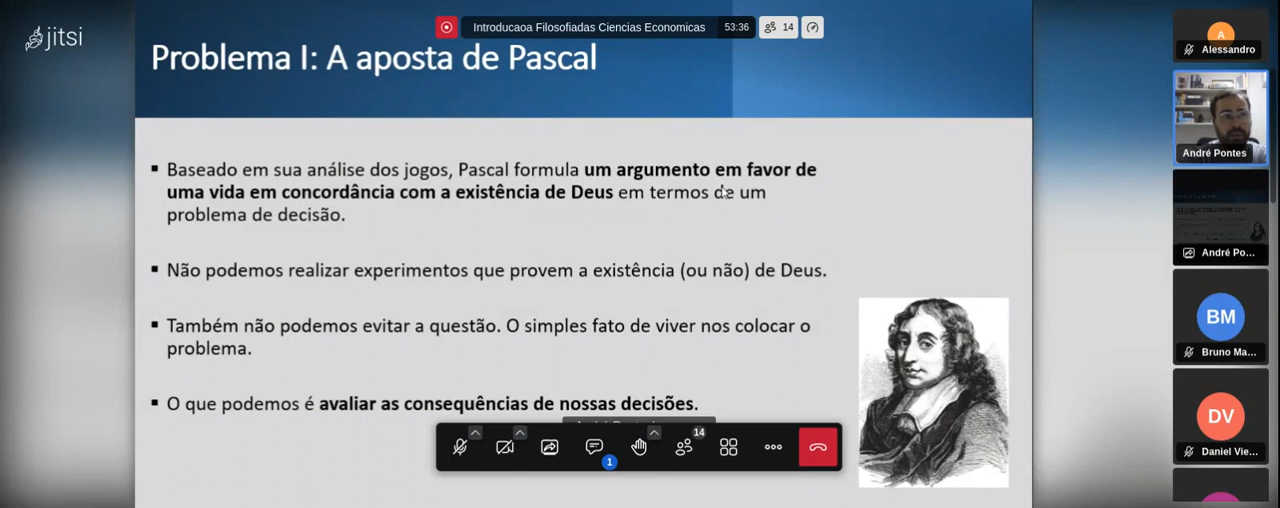 jitsi
Introducaoa Filosofiadas Ciencias Economicas
53:36
14
Problema I: A aposta de Pascal
▪ Baseado em sua análise dos jogos, Pascal formula um argumento em favor de
uma vida em concordância com a existência de Deus em termos de um
problema de decisão.
▪ Não podemos realizar experimentos que provem a existência (ou não) de Deus.
▪ Também não podemos evitar a questão. O simples fato de viver nos colocar o
problema.
▪ O que podemos é avaliar as consequências de nossas decisões.
14
1
A
Alessandro
André Pontes
André Po...
BM
Bruno Ma...
DV
Daniel Vie...